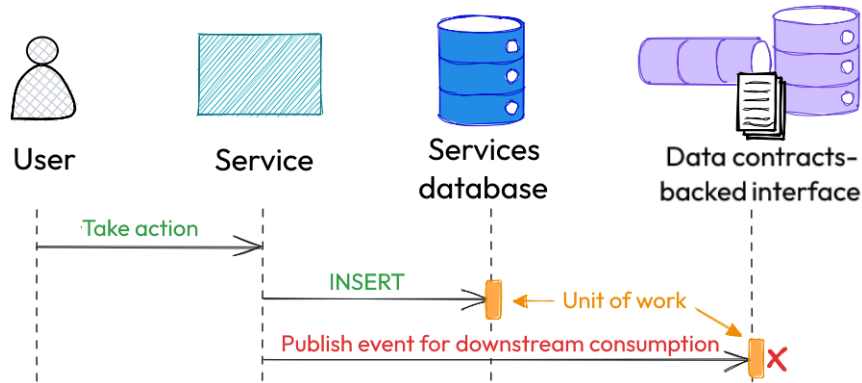 User
Service
Services
database
Data contracts-
backed interface
Take action
INSERT
Unit of work
Publish event for downstream consumption